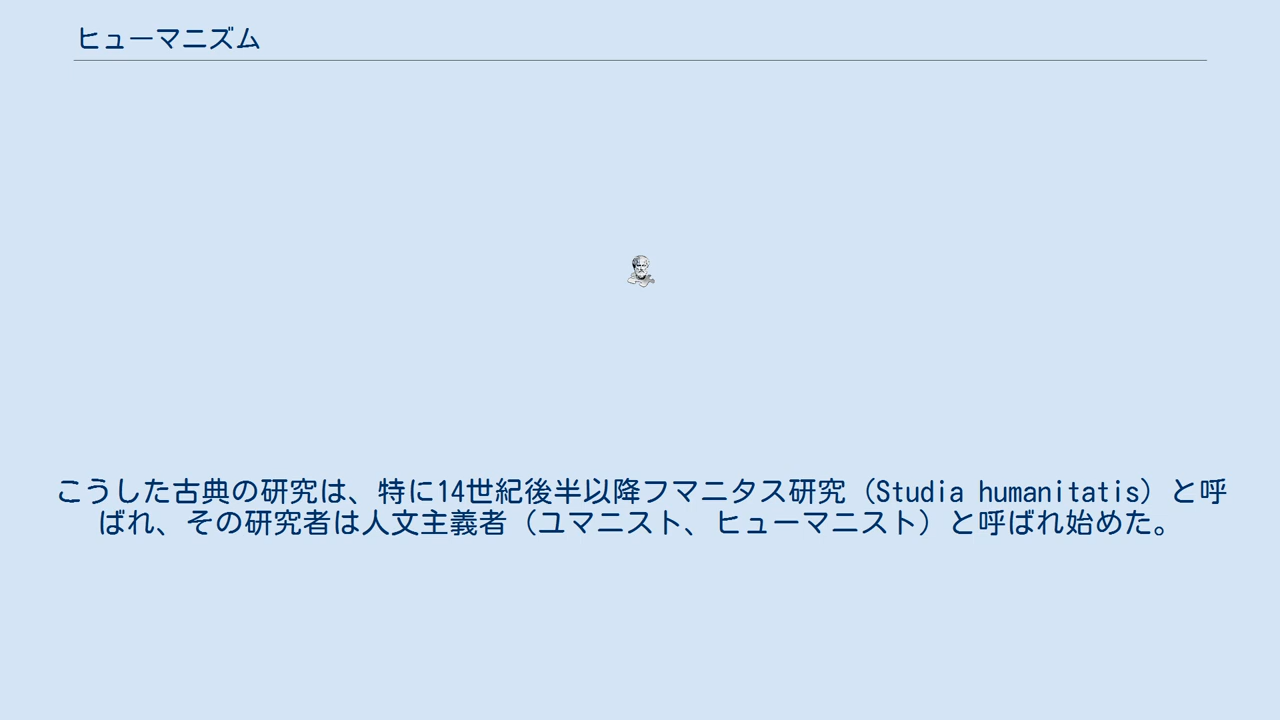 ヒューマニズム
こうした古典の研究は、特に14世紀後半以降フマニタス研究（Studia humanitatis）と呼
ばれ、その研究者は人文主義者（ユマニスト、ヒューマニスト）と呼ばれ始めた。